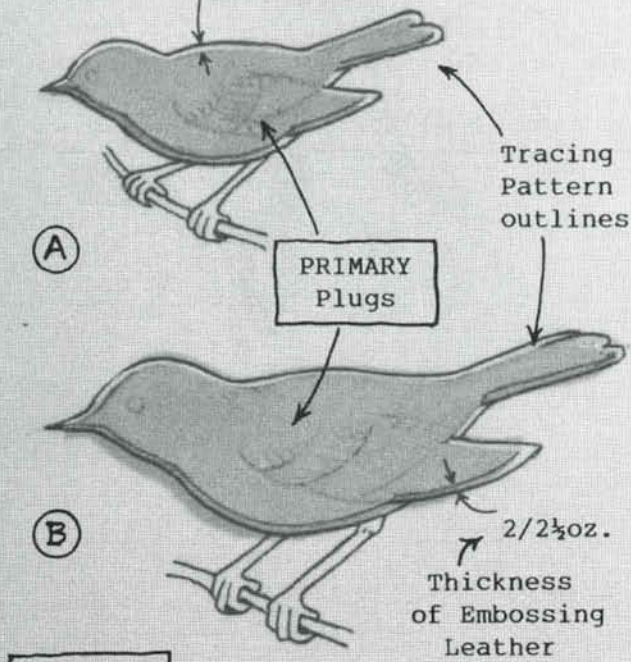 Tracing
Pattern
outlines
A
PRIMARY
Plugs
B
2/2½oz.
Thickness
of Embossing
Leather